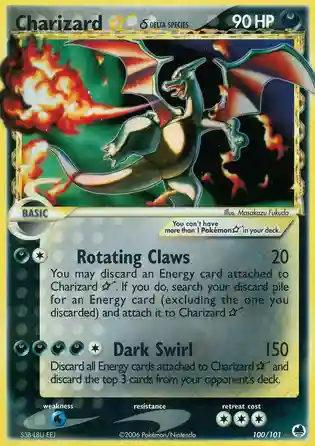 Charizard ☆ δ DELTA SPECIES 90 HP
Illus. Masakazu Fukuda
BASIC
You can't have
more than 1 Pokémon☆ in your deck.
Rotating Claws 20
You may discard an Energy card attached to
Charizard ☆. If you do, search your discard pile
for an Energy card (excluding the one you
discarded) and attach it to Charizard ☆.
Dark Swirl 150
Discard all Energy cards attached to Charizard ☆ and
discard the top 3 cards from your opponent's deck.
weakness resistance retreat cost
©2006 Pokémon/Nintendo 100/101